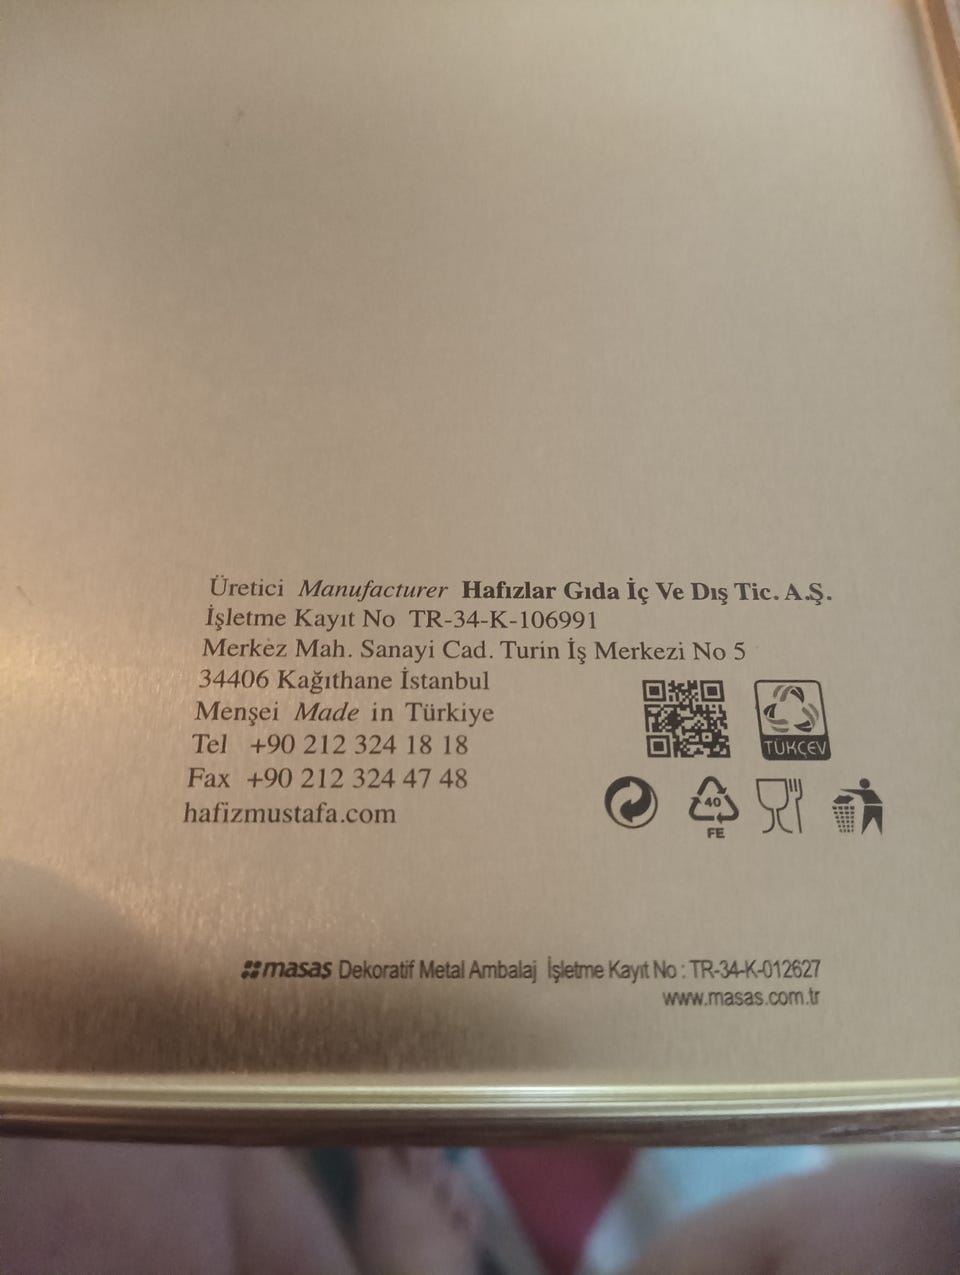 Üretici Manufacturer Hafızlar Gıda İç Ve Dış Tic. A.Ş.
İşletme Kayıt No TR-34-K-106991
Merkez Mah. Sanayi Cad. Turin İş Merkezi No 5
34406 Kağıthane İstanbul
Menşei Made in Türkiye
Tel +90 212 324 18 18
Fax +90 212 324 47 48
hafizmustafa.com
TÜKÇEV
40
FE
masaş Dekoratif Metal Ambalaj İşletme Kayıt No : TR-34-K-012627
www.masas.com.tr